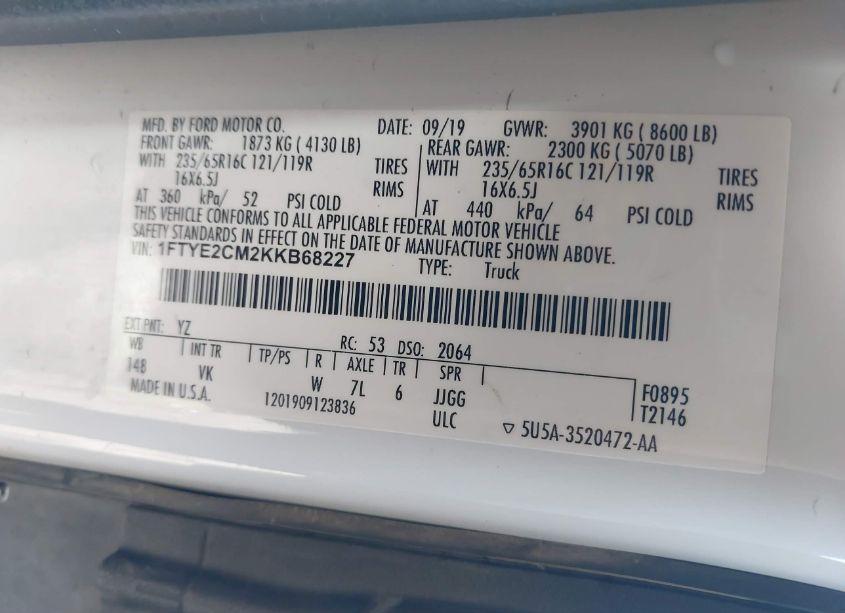 MFD. BY FORD MOTOR CO. DATE: 09/19 GVWR: 3901 KG ( 8600 LB)
FRONT GAWR: 1873 KG ( 4130 LB) REAR GAWR: 2300 KG ( 5070 LB)
WITH 235/65R16C 121/119R TIRES WITH 235/65R16C 121/119R TIRES
16X6.5J RIMS 16X6.5J RIMS
AT 360 kPa/ 52 PSI COLD AT 440 kPa/ 64 PSI COLD
THIS VEHICLE CONFORMS TO ALL APPLICABLE FEDERAL MOTOR VEHICLE
SAFETY STANDARDS IN EFFECT ON THE DATE OF MANUFACTURE SHOWN ABOVE.
VIN: 1FTYE2CM2KKB68227 TYPE: Truck
EXT PNT: YZ RC: 53 DSO: 2064
WB INT TR TP/PS R AXLE TR SPR
148 VK W 7L 6 JJGG F0895
MADE IN U.S.A. 1201909123836 ULC T2146
▽ 5U5A-3520472-AA